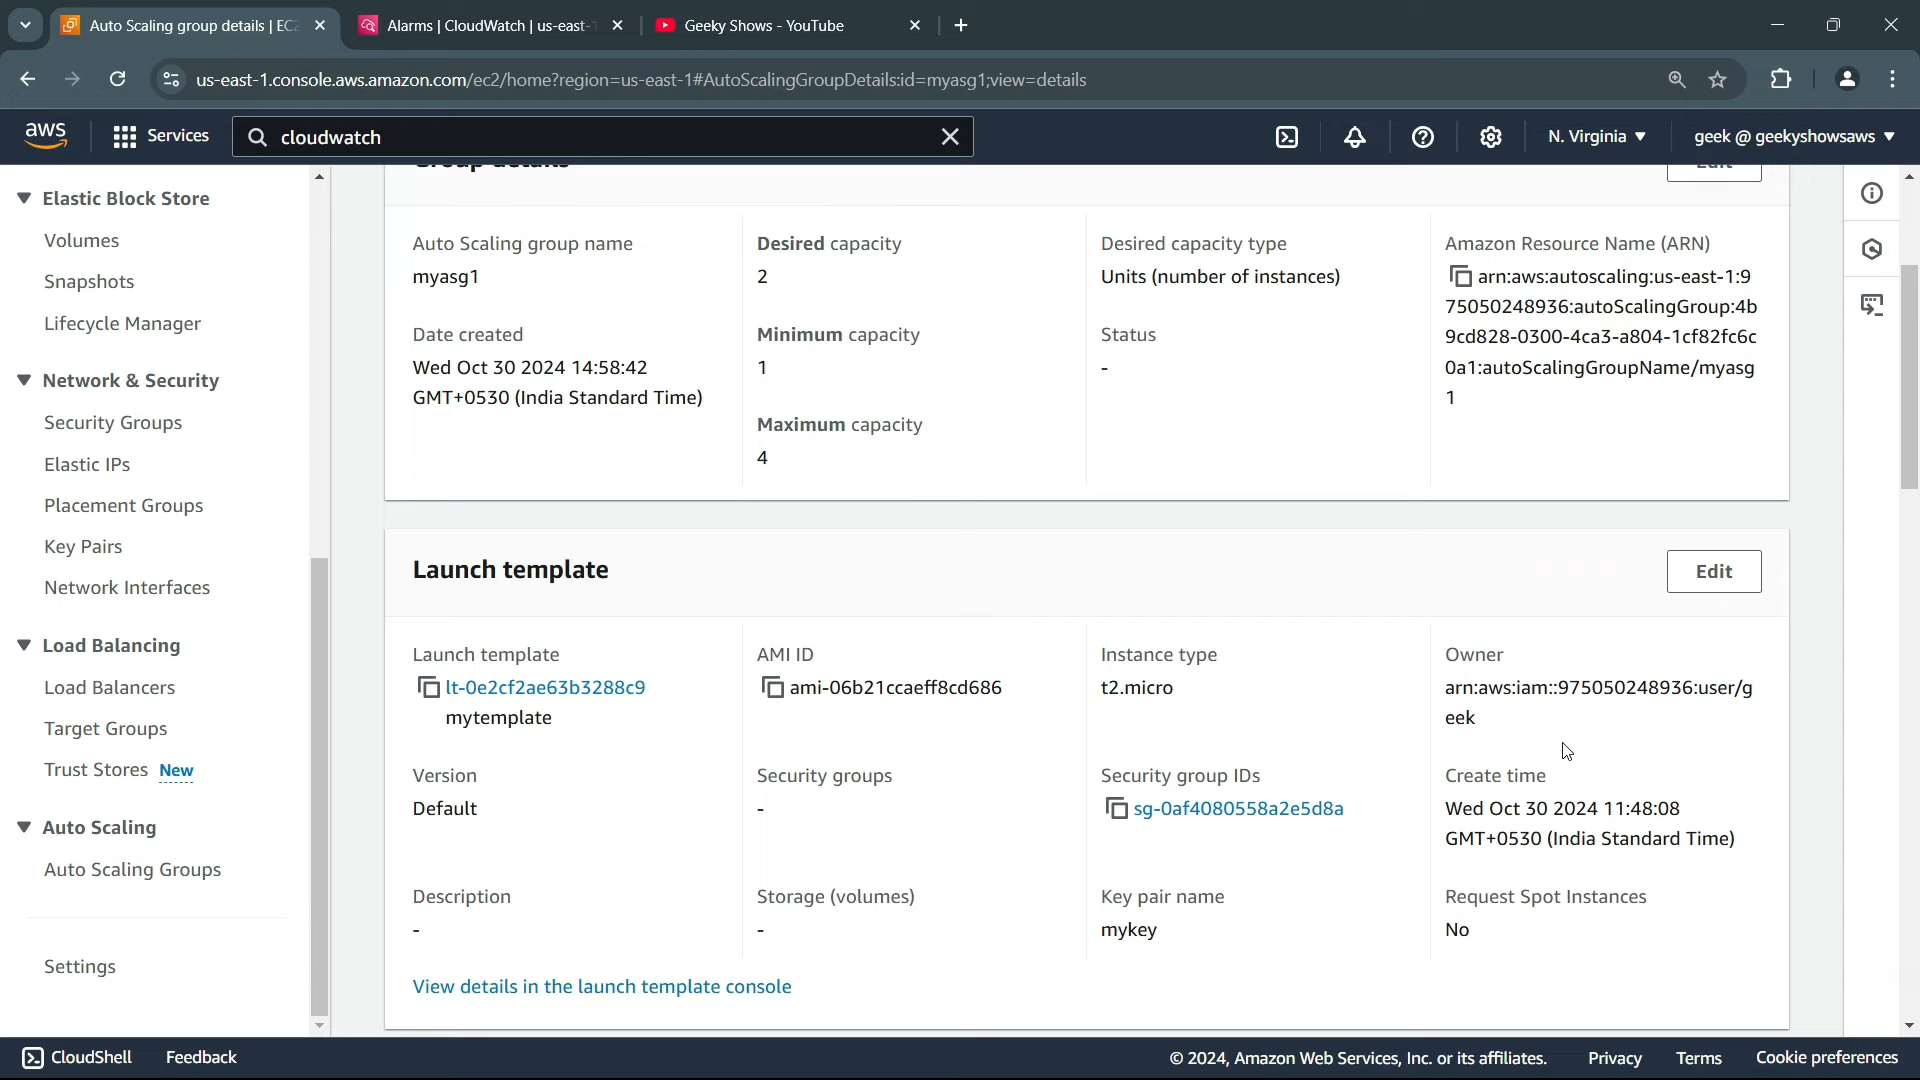 Auto Scaling group details | EC2
Alarms | CloudWatch | us-east-1
Geeky Shows - YouTube
us-east-1.console.aws.amazon.com/ec2/home?region=us-east-1#AutoScalingGroupDetails:id=myasg1;view=details
aws
Services
cloudwatch
N. Virginia
geek @ geekyshowsaws
Elastic Block Store
Volumes
Snapshots
Lifecycle Manager
Network & Security
Security Groups
Elastic IPs
Placement Groups
Key Pairs
Network Interfaces
Load Balancing
Load Balancers
Target Groups
Trust Stores New
Auto Scaling
Auto Scaling Groups
Settings
Group details
Edit
Auto Scaling group name
myasg1
Date created
Wed Oct 30 2024 14:58:42
GMT+0530 (India Standard Time)
Desired capacity
2
Minimum capacity
1
Maximum capacity
4
Desired capacity type
Units (number of instances)
Status
-
Amazon Resource Name (ARN)
arn:aws:autoscaling:us-east-1:9
75050248936:autoScalingGroup:4b
9cd828-0300-4ca3-a804-1cf82fc6c
0a1:autoScalingGroupName/myasg
1
Launch template
Edit
Launch template
lt-0e2cf2ae63b3288c9
mytemplate
Version
Default
Description
-
AMI ID
ami-06b21ccaeff8cd686
Security groups
-
Storage (volumes)
-
Instance type
t2.micro
Security group IDs
sg-0af4080558a2e5d8a
Key pair name
mykey
Owner
arn:aws:iam::975050248936:user/g
eek
Create time
Wed Oct 30 2024 11:48:08
GMT+0530 (India Standard Time)
Request Spot Instances
No
View details in the launch template console
CloudShell
Feedback
© 2024, Amazon Web Services, Inc. or its affiliates.
Privacy
Terms
Cookie preferences